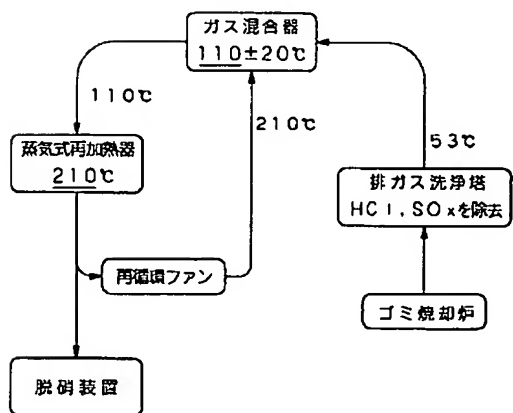 ガス混合器
110±20℃
110℃
210℃
53℃
蒸気式再加熱器
210℃
排ガス洗浄塔
HCl,SOxを除去
再循環ファン
ゴミ焼却炉
脱硝装置